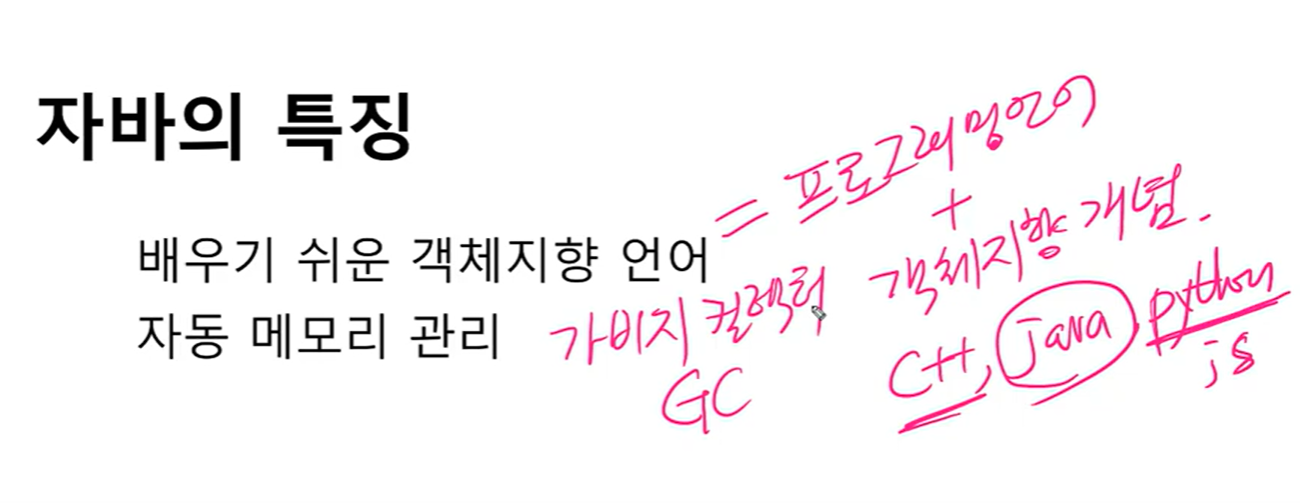 자바의 특징
배우기 쉬운 객체지향 언어
= 프로그래밍언어
+
객체지향 개념.
C++, java, python
js
자동 메모리 관리
가비지 컬렉터
GC